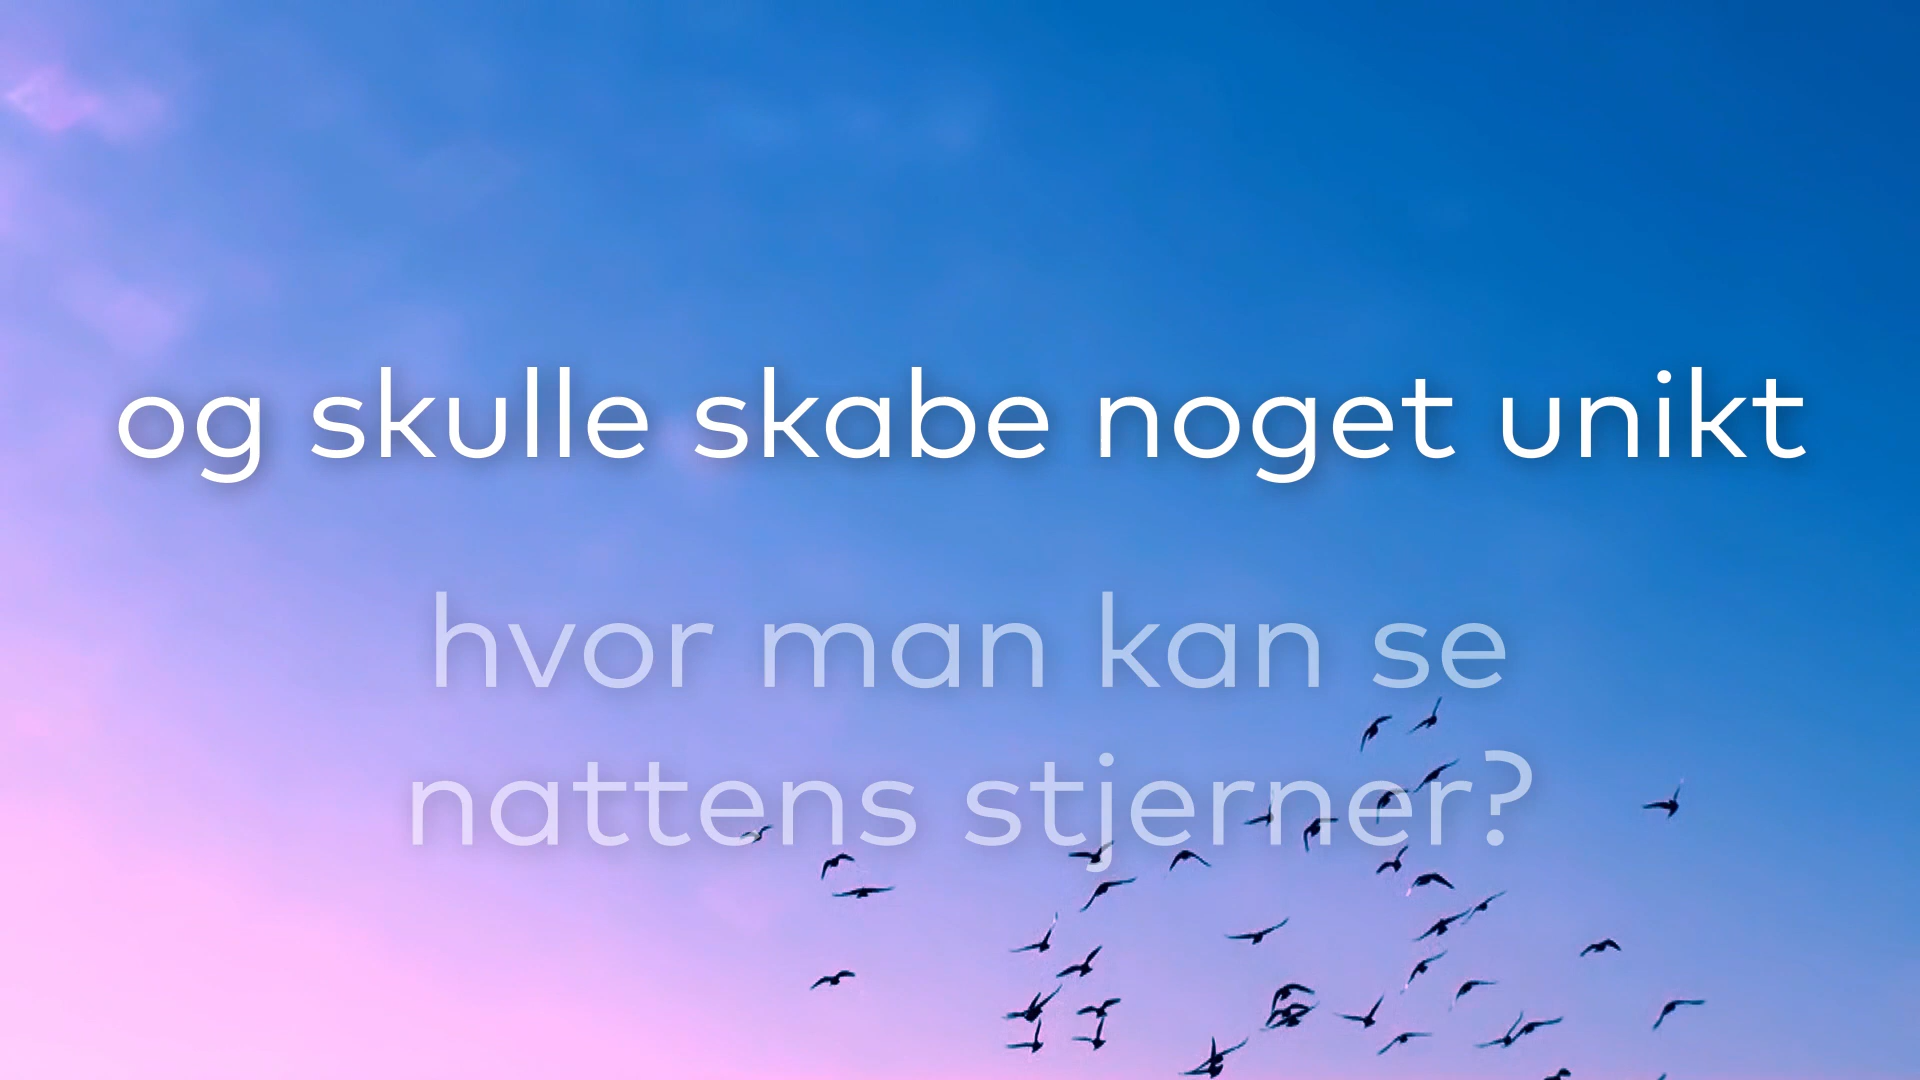 og skulle skabe noget unikt
hvor man kan se
nattens stjerner?